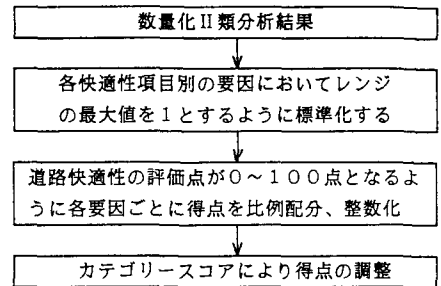 数量化Ⅱ類分析結果
各快適性項目別の要因においてレンジ
の最大値を1とするように標準化する
道路快適性の評価点が0~100点となるよ
うに各要因ごとに得点を比例配分、整数化
カテゴリースコアにより得点の調整